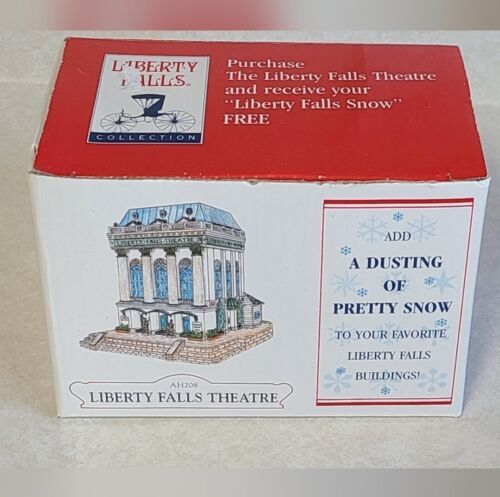 LIBERTY
FALLS
COLLECTION
Purchase
The Liberty Falls Theatre
and receive your
"Liberty Falls Snow"
FREE
LIBERTY·FALLS·THEATRE
AH208
LIBERTY FALLS THEATRE
ADD
A DUSTING
OF
PRETTY SNOW
TO YOUR FAVORITE
LIBERTY FALLS
BUILDINGS!